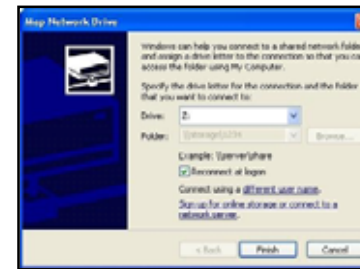 Map Network Drive
Windows can help you connect to a shared network folder
and assign a drive letter to the connection so that you can
access the folder using My Computer.
Specify the drive letter for the connection and the folder
that you want to connect to:
Drive: Z:
Folder: \\storage\1234 Browse...
Example: \\server\share
Reconnect at logon
Connect using a different user name.
Sign up for online storage or connect to a
network server.
< Back Finish Cancel